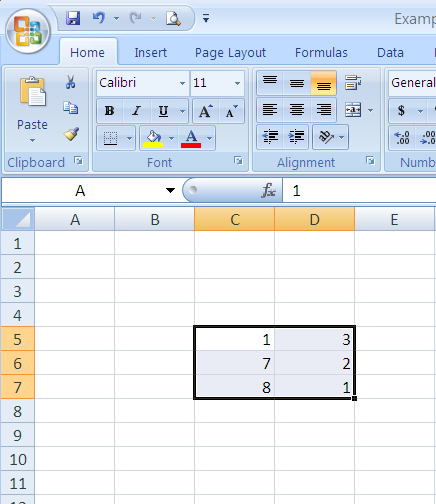 Examp
Home Insert Page Layout Formulas Data
Calibri 11 General
Paste B I U A A $
A .00
Clipboard Font Alignment Numb
A fx 1
A B C D E
1
2
3
4
5 1 3
6 7 2
7 8 1
8
9
10
11